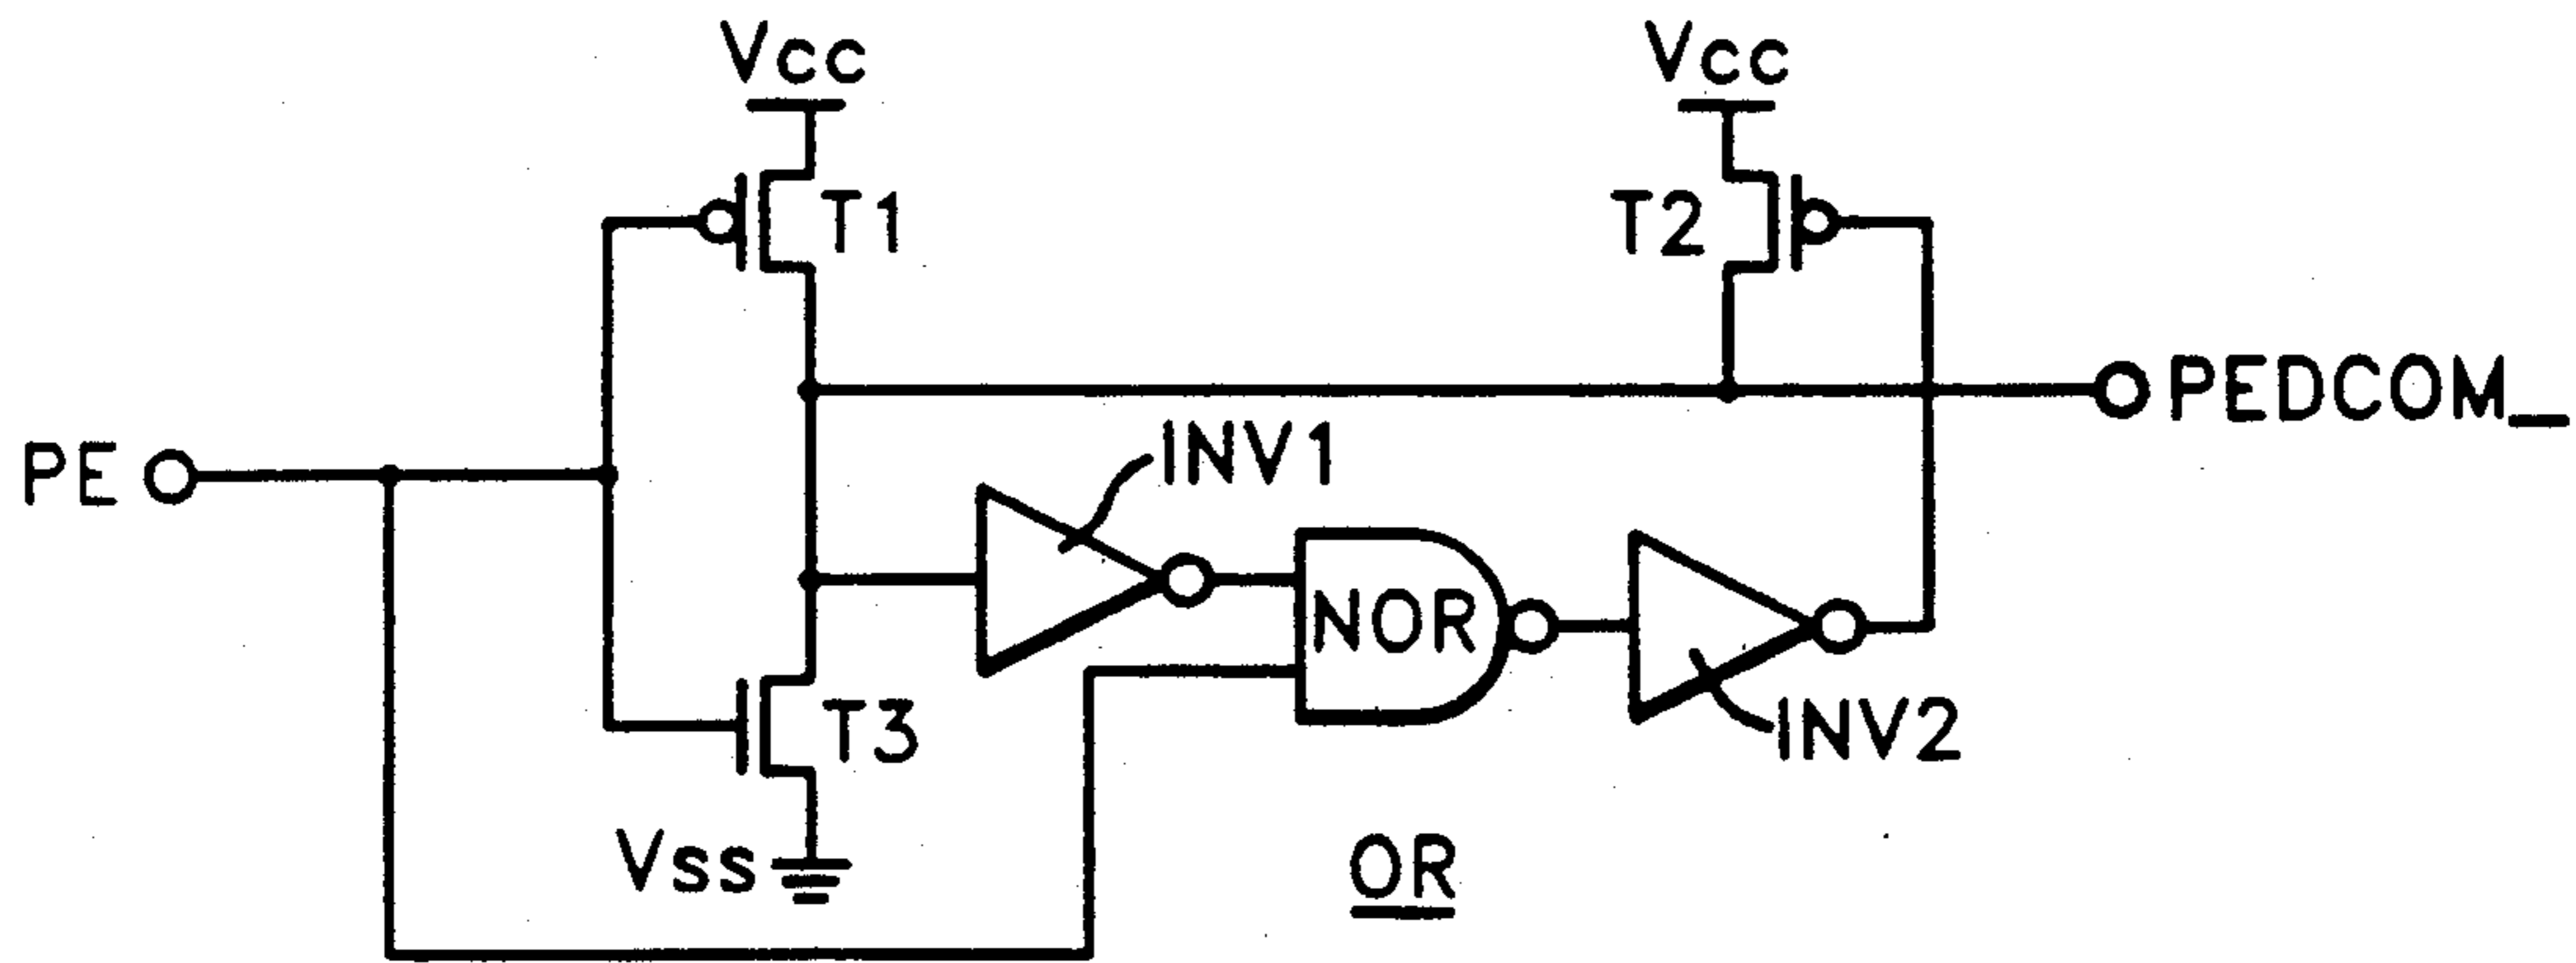 Vcc
Vcc
T1
T2
PEDCOM_
INV1
PE
NOR
T3
INV2
Vss
OR